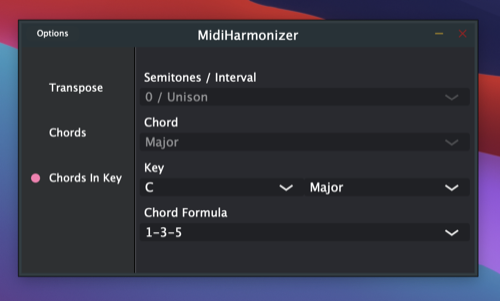 Options
MidiHarmonizer
Transpose
Chords
Chords In Key
Semitones / Interval
0 / Unison
Chord
Major
Key
C
Major
Chord Formula
1-3-5